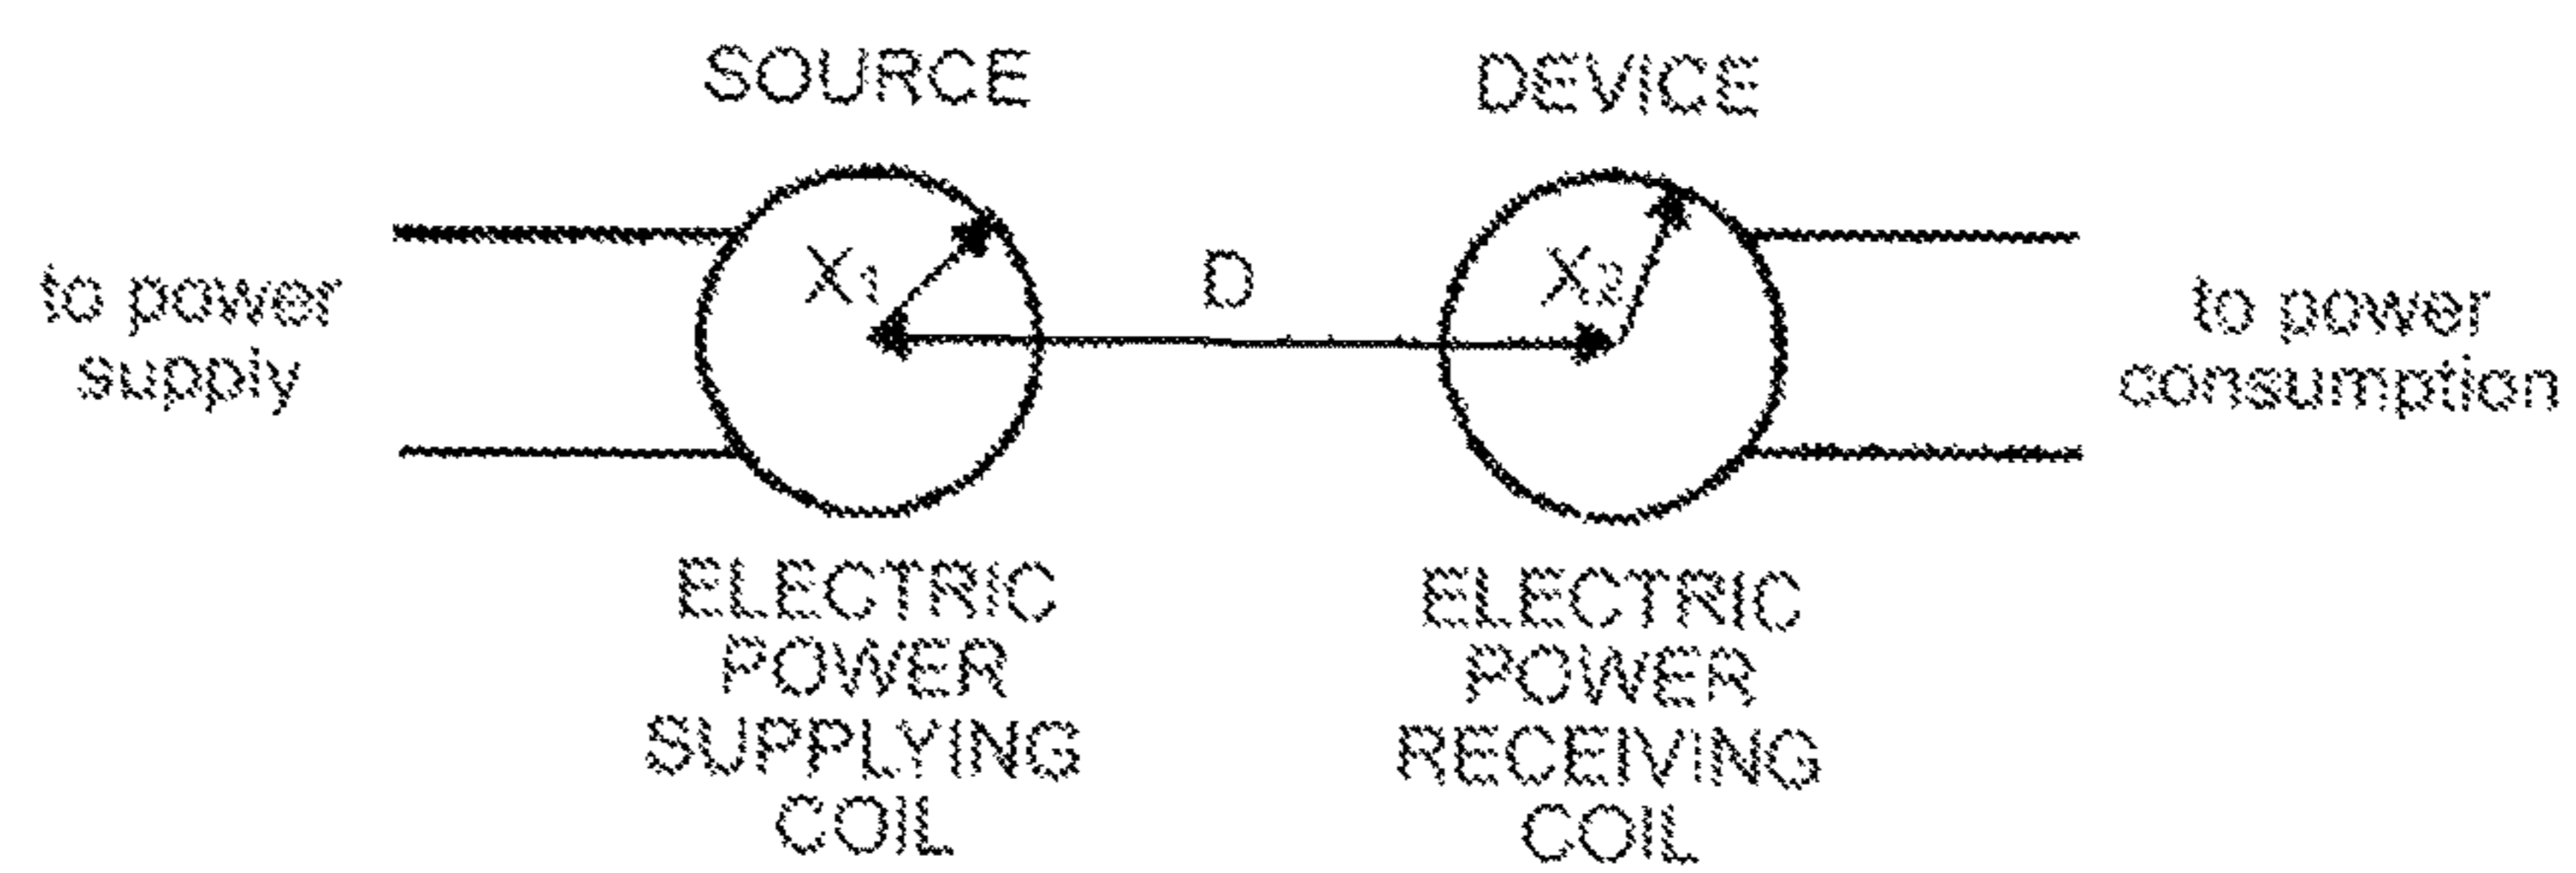 SOURCE
DEVICE
to power
supply
X1
D
X2
to power
consumption
ELECTRIC
POWER
SUPPLYING
COIL
ELECTRIC
POWER
RECEIVING
COIL